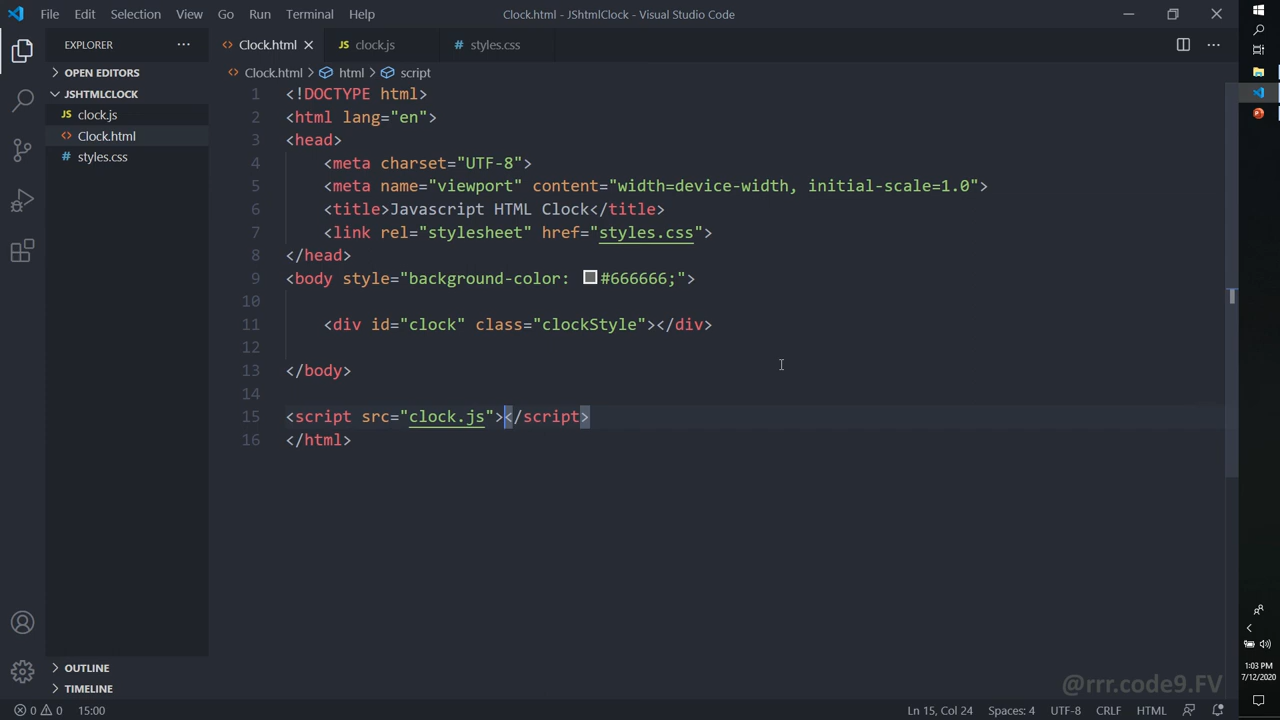 File Edit Selection View Go Run Terminal Help Clock.html - JShtmlClock - Visual Studio Code
EXPLORER ...
OPEN EDITORS
JSHTMLCLOCK
JS clock.js
<> Clock.html
# styles.css
OUTLINE
TIMELINE
<> Clock.html JS clock.js # styles.css
<> Clock.html > html > script
1 <!DOCTYPE html>
2 <html lang="en">
3 <head>
4 <meta charset="UTF-8">
5 <meta name="viewport" content="width=device-width, initial-scale=1.0">
6 <title>Javascript HTML Clock</title>
7 <link rel="stylesheet" href="styles.css">
8 </head>
9 <body style="background-color: #666666;">
10
11 <div id="clock" class="clockStyle"></div>
12
13 </body>
14
15 <script src="clock.js"></script>
16 </html>
@rrr.code9.FV
0 0 15:00 Ln 15, Col 24 Spaces: 4 UTF-8 CRLF HTML
1:03 PM
7/12/2020